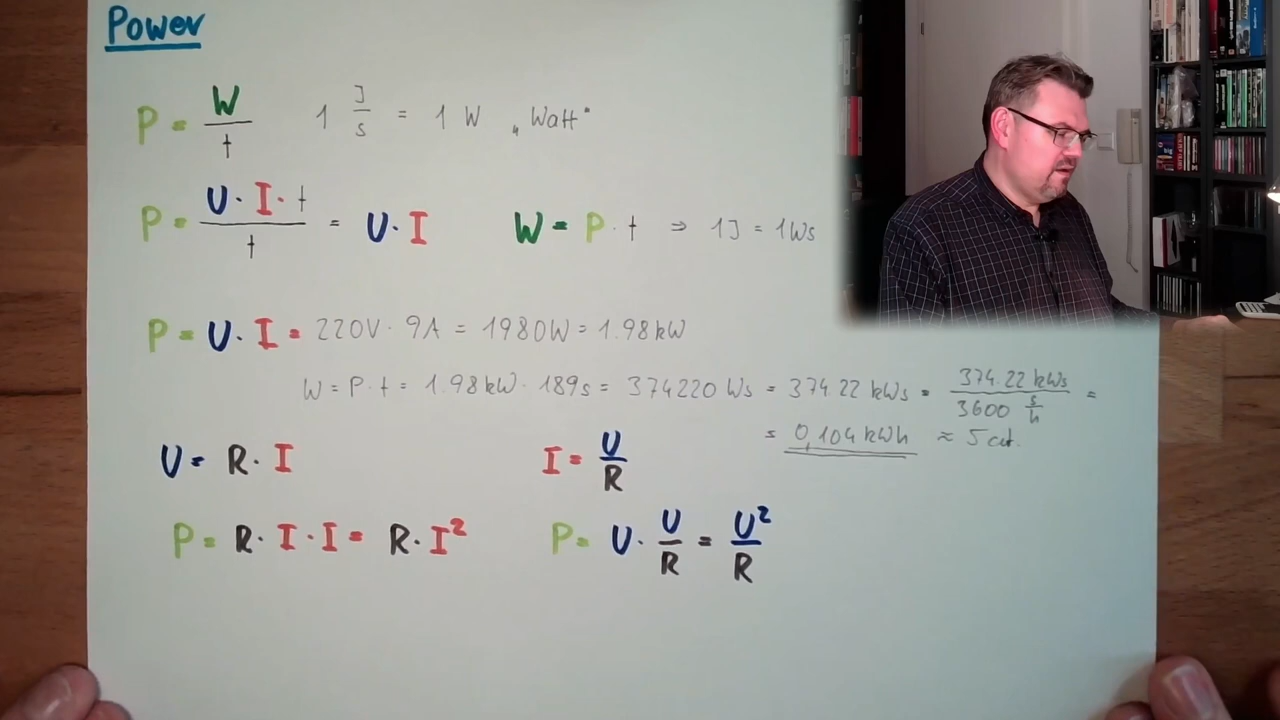 Power
P = W/t 1 J/s = 1 W „Watt"
P = U · I · t / t = U · I W = P · t ⇒ 1J = 1Ws
P = U · I = 220V · 9A = 1980W = 1.98kW
W = P · t = 1.98kW · 189s = 374220 Ws = 374.22 kWs = 374.22 kWs / 3600 s/h =
= 0,104 kWh ≈ 5 ct.
U = R · I I = U/R
P = R · I · I = R · I² P = U · U/R = U²/R